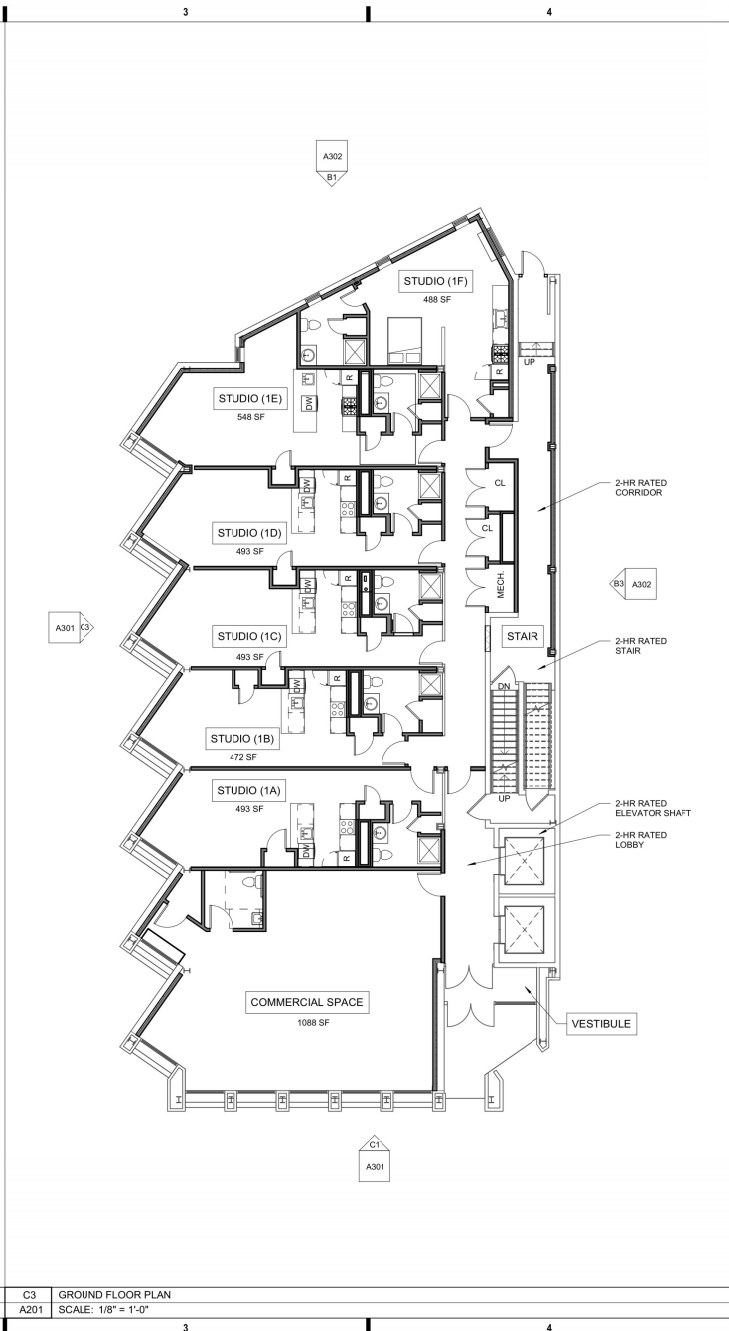 3
4
A302
B1
STUDIO (1F)
488 SF
UP
R
R
STUDIO (1E)
548 SF
DW
2-HR RATED
CORRIDOR
CL
DW
R
STUDIO (1D)
493 SF
CL
B3
A302
MECH.
DW
R
A301
C3
STUDIO (1C)
493 SF
STAIR
2-HR RATED
STAIR
DW
R
DN
STUDIO (1B)
472 SF
STUDIO (1A)
493 SF
UP
2-HR RATED
ELEVATOR SHAFT
2-HR RATED
LOBBY
DW
R
COMMERCIAL SPACE
1088 SF
VESTIBULE
C1
A301
C3
GROUND FLOOR PLAN
A201
SCALE: 1/8" = 1'-0"
3
4